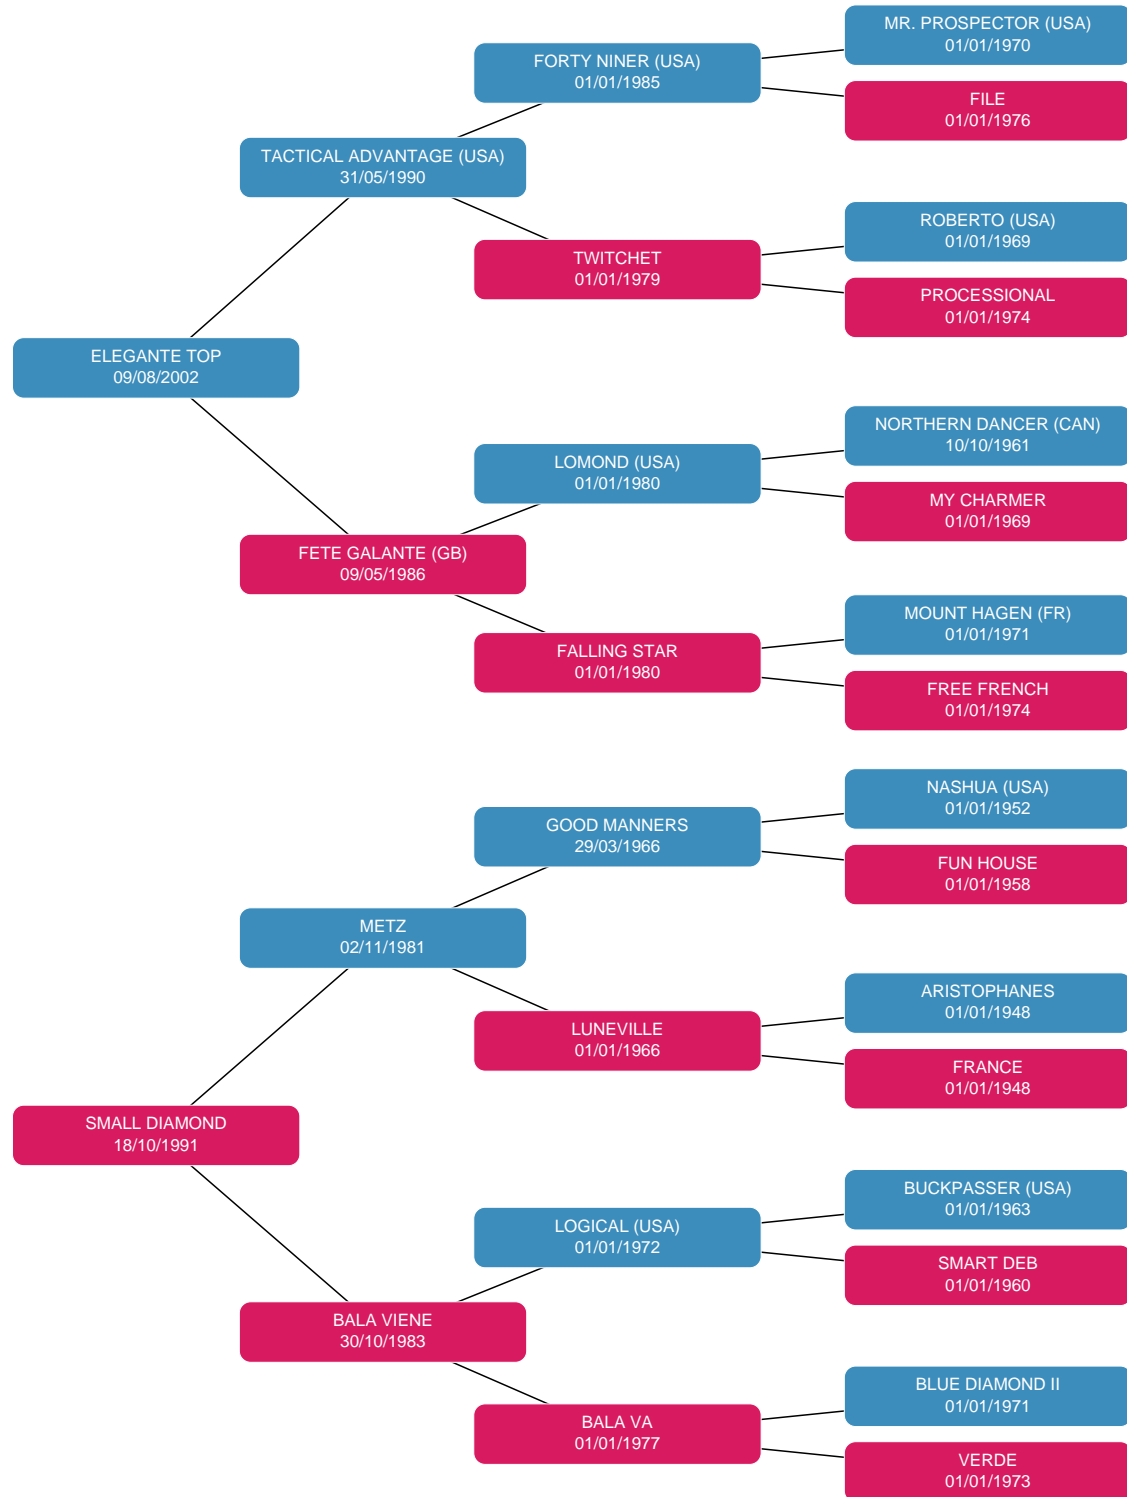 MR. PROSPECTOR (USA)
01/01/1970
FORTY NINER (USA)
01/01/1985
FILE
01/01/1976
TACTICAL ADVANTAGE (USA)
31/05/1990
ROBERTO (USA)
01/01/1969
TWITCHET
01/01/1979
PROCESSIONAL
01/01/1974
ELEGANTE TOP
09/08/2002
NORTHERN DANCER (CAN)
10/10/1961
LOMOND (USA)
01/01/1980
MY CHARMER
01/01/1969
FETE GALANTE (GB)
09/05/1986
MOUNT HAGEN (FR)
01/01/1971
FALLING STAR
01/01/1980
FREE FRENCH
01/01/1974
NASHUA (USA)
01/01/1952
GOOD MANNERS
29/03/1966
FUN HOUSE
01/01/1958
METZ
02/11/1981
ARISTOPHANES
01/01/1948
LUNEVILLE
01/01/1966
FRANCE
01/01/1948
SMALL DIAMOND
18/10/1991
BUCKPASSER (USA)
01/01/1963
LOGICAL (USA)
01/01/1972
SMART DEB
01/01/1960
BALA VIENE
30/10/1983
BLUE DIAMOND II
01/01/1971
BALA VA
01/01/1977
VERDE
01/01/1973